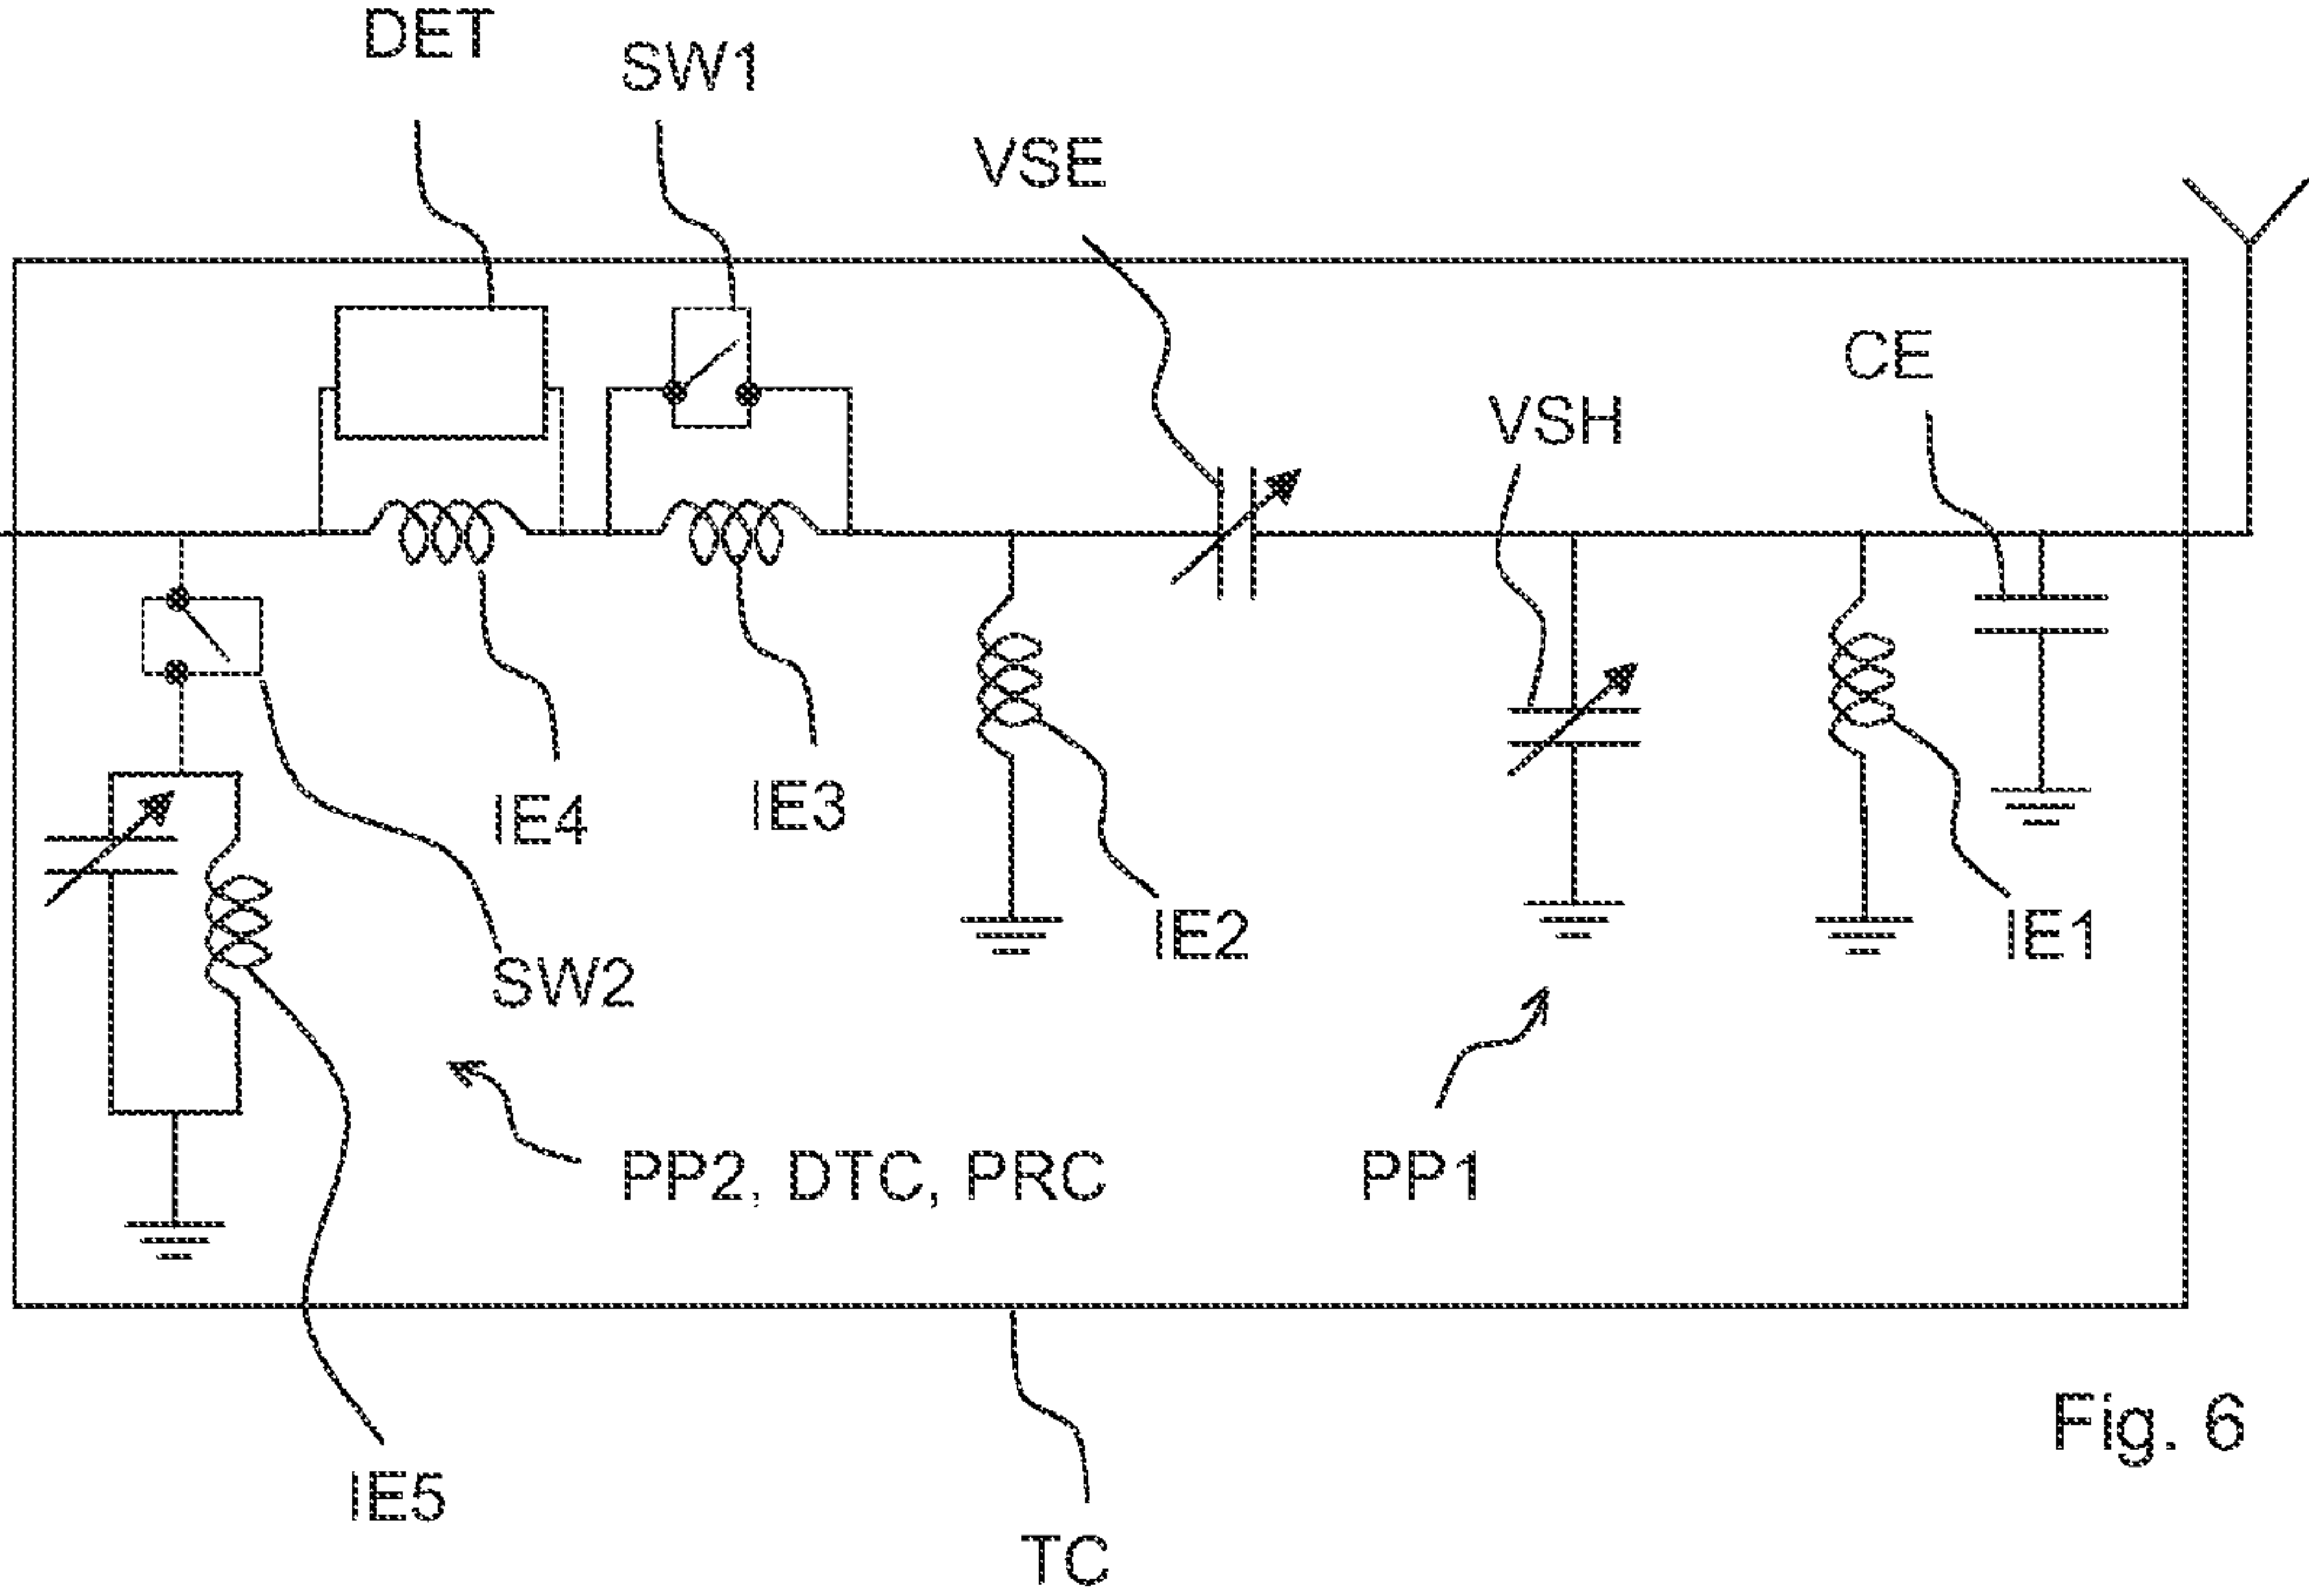 DET
SW1
VSE
CE
VSH
IE4
IE3
IE2
IE1
SW2
PP2, DTC, PRC
PP1
Fig. 6
IE5
TC